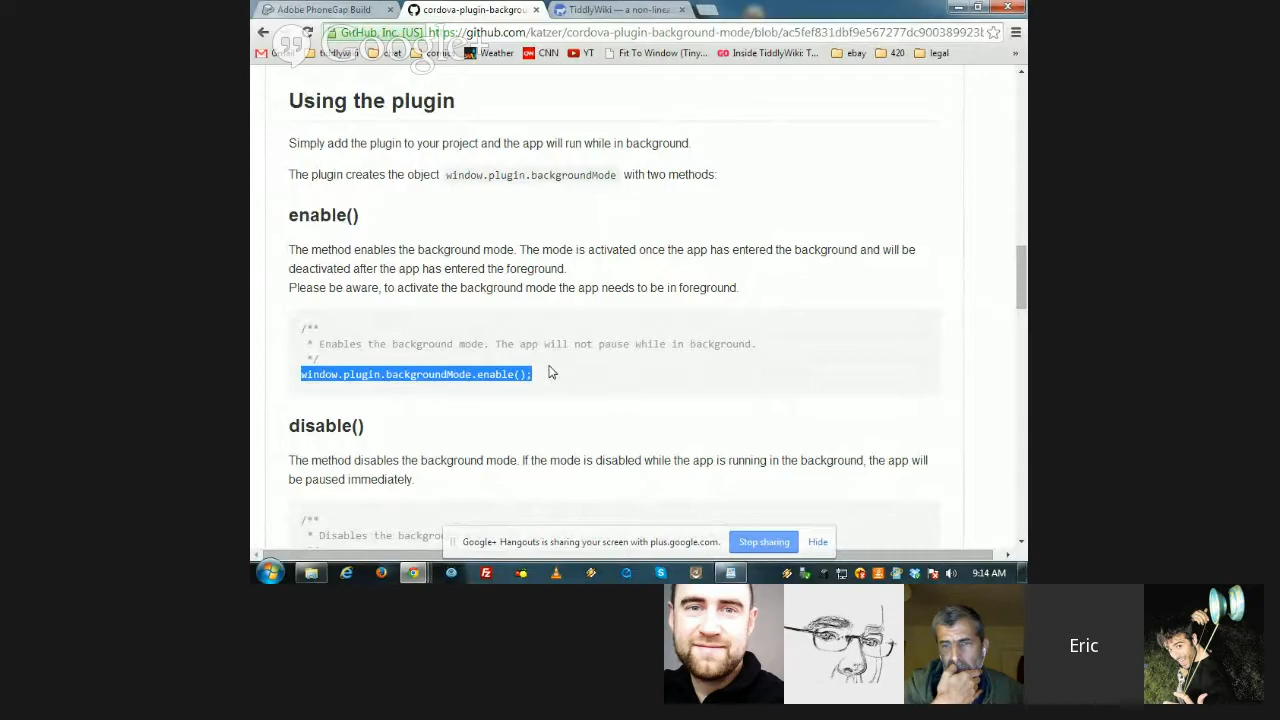 Adobe PhoneGap Build
cordova-plugin-backgrou
TiddlyWiki — a non-linea
GitHub, Inc. [US] https://github.com/katzer/cordova-plugin-background-mode/blob/ac5fef831dbf9e567277dc900389923b
Google+
Weather
CNN
YT
Fit To Window (Tiny...
Inside TiddlyWiki: T
ebay
420
legal
»
Using the plugin
Simply add the plugin to your project and the app will run while in background.
The plugin creates the object window.plugin.backgroundMode with two methods:
enable()
The method enables the background mode. The mode is activated once the app has entered the background and will be
deactivated after the app has entered the foreground.
Please be aware, to activate the background mode the app needs to be in foreground.
/**
* Enables the background mode. The app will not pause while in background.
*/
window.plugin.backgroundMode.enable();
disable()
The method disables the background mode. If the mode is disabled while the app is running in the background, the app will
be paused immediately.
/**
* Disables the backgrou
Google+ Hangouts is sharing your screen with plus.google.com.
Stop sharing
Hide
9:14 AM
Eric